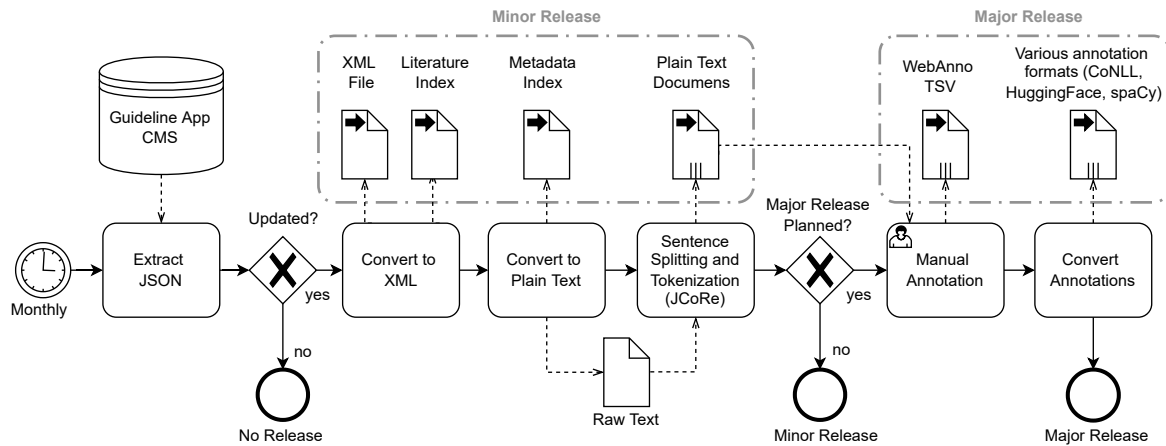 Minor Release
Major Release
XML
File
Literature
Index
Metadata
Index
Plain Text
Documens
WebAnno
TSV
Various annotation
formats (CoNLL,
HuggingFace, spaCy)
Guideline App
CMS
Monthly
Extract
JSON
Updated?
yes
no
No Release
Convert to
XML
Convert to
Plain Text
Raw Text
Sentence
Splitting and
Tokenization
(JCoRe)
Major Release
Planned?
yes
no
Minor Release
Manual
Annotation
Convert
Annotations
Major Release